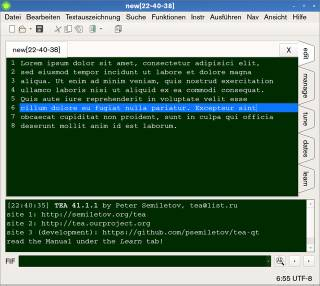 new[22-40-38]
Datei Bearbeiten Textauszeichnung Suche Funktionen Instr Ausführen Nav Ansicht Hilfe
new[22-40-38] X
1 Lorem ipsum dolor sit amet, consectetur adipisici elit,
2 sed eiusmod tempor incidunt ut labore et dolore magna
3 aliqua. Ut enim ad minim veniam, quis nostrud exercitation
4 ullamco laboris nisi ut aliquid ex ea commodi consequat.
5 Quis aute iure reprehenderit in voluptate velit esse
6 cillum dolore eu fugiat nulla pariatur. Excepteur sint
7 obcaecat cupiditat non proident, sunt in culpa qui officia
8 deserunt mollit anim id est laborum.
edit
manage
tune
dates
learn
[22:40:35] TEA 41.1.1 by Peter Semiletov, tea@list.ru
site 1: http://semiletov.org/tea
site 2: http://tea.ourproject.org
site 3 (development): https://github.com/psemiletov/tea-qt
read the Manual under the Learn tab!
FIF
6:55 UTF-8